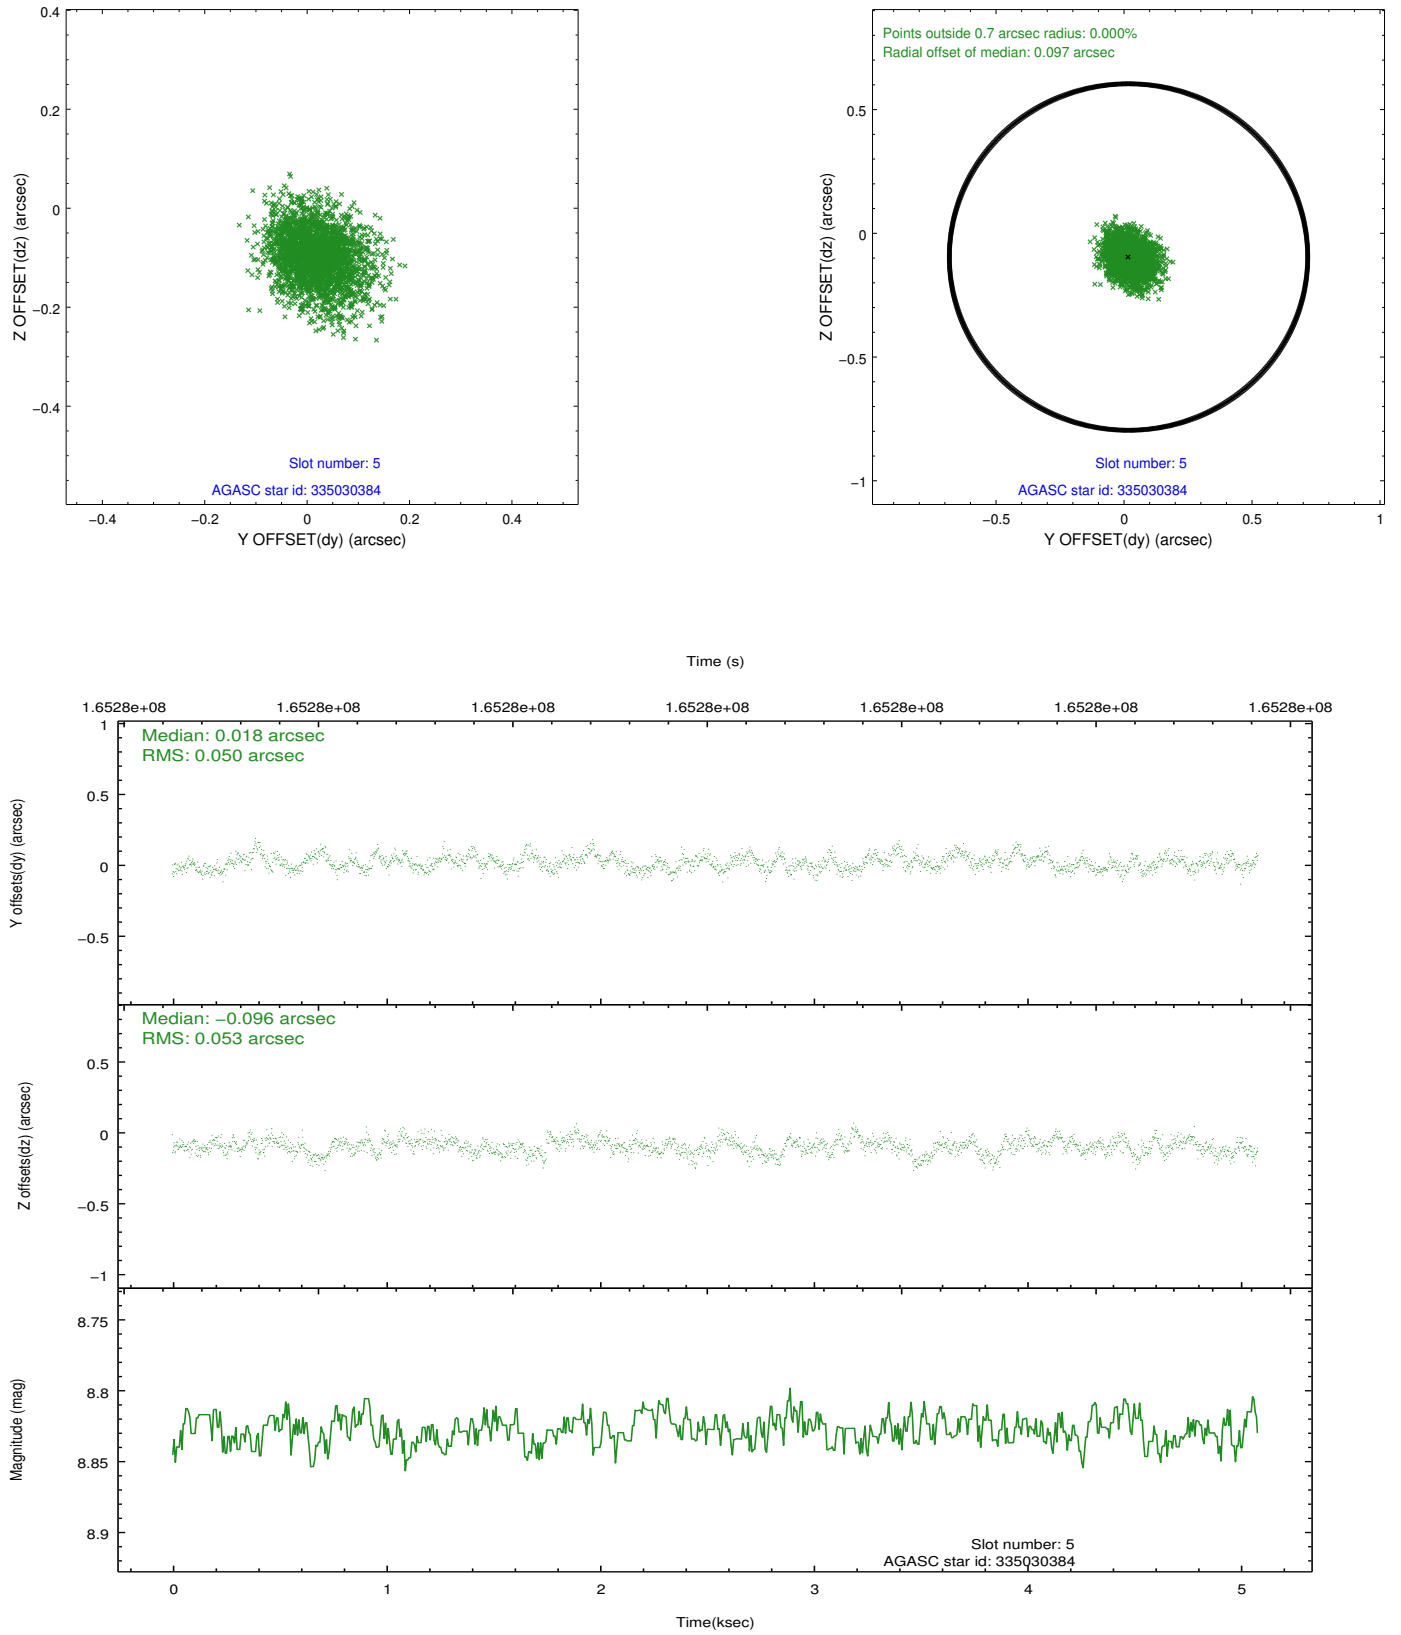 0.4
0.2
0
−0.2
−0.4
Z OFFSET(dz) (arcsec)
Slot number: 5
AGASC star id: 335030384
−0.4 −0.2 0 0.2 0.4
Y OFFSET(dy) (arcsec)
Points outside 0.7 arcsec radius: 0.000%
Radial offset of median: 0.097 arcsec
0.5
0
−0.5
−1
Z OFFSET(dz) (arcsec)
Slot number: 5
AGASC star id: 335030384
−0.5 0 0.5 1
Y OFFSET(dy) (arcsec)
Time (s)
1.6528e+08 1.6528e+08 1.6528e+08 1.6528e+08 1.6528e+08 1.6528e+08 1.6528e+08
Median: 0.018 arcsec
RMS: 0.050 arcsec
1
0.5
0
−0.5
Y offsets(dy) (arcsec)
Median: −0.096 arcsec
RMS: 0.053 arcsec
0.5
0
−0.5
−1
Z offsets(dz) (arcsec)
8.75
8.8
8.85
8.9
Magnitude (mag)
Slot number: 5
AGASC star id: 335030384
0 1 2 3 4 5
Time(ksec)